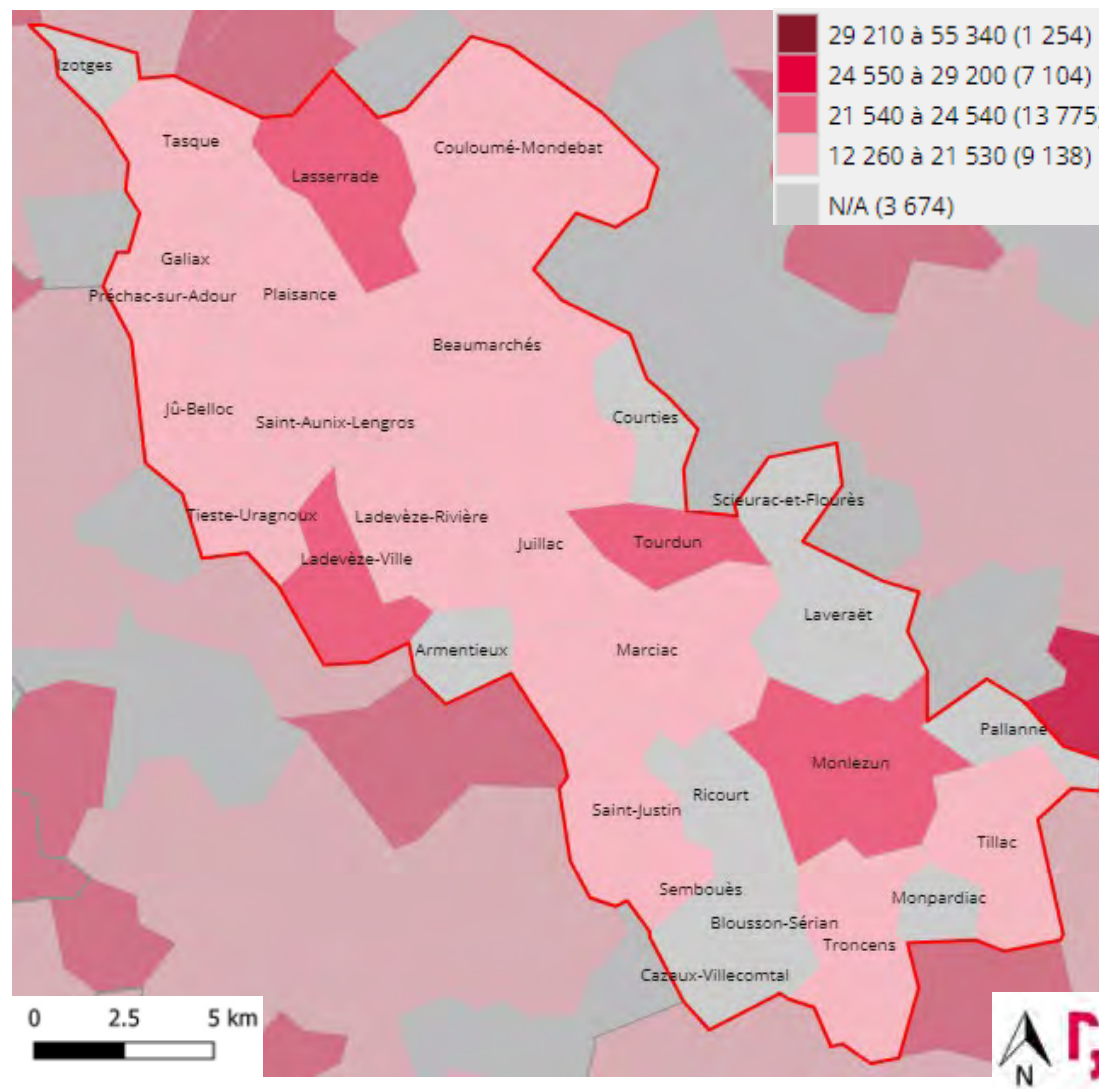 29 210 à 55 340 (1 254)
24 550 à 29 200 (7 104)
21 540 à 24 540 (13 775)
12 260 à 21 530 (9 138)
N/A (3 674)
Izotges
Tasque
Couloumé-Mondebat
Lasserrade
Galiax
Préchac-sur-Adour
Plaisance
Beaumarchés
Jû-Belloc
Saint-Aunix-Lengros
Courties
Scieurac-et-Flourès
Tieste-Uragnoux
Ladevèze-Rivière
Juillac
Tourdun
Ladevèze-Ville
Laveraët
Armentieux
Marciac
Pallanne
Monlezun
Ricourt
Saint-Justin
Tillac
Sembouès
Monpardiac
Blousson-Sérian
Troncens
Cazaux-Villecomtal
0 2.5 5 km
N